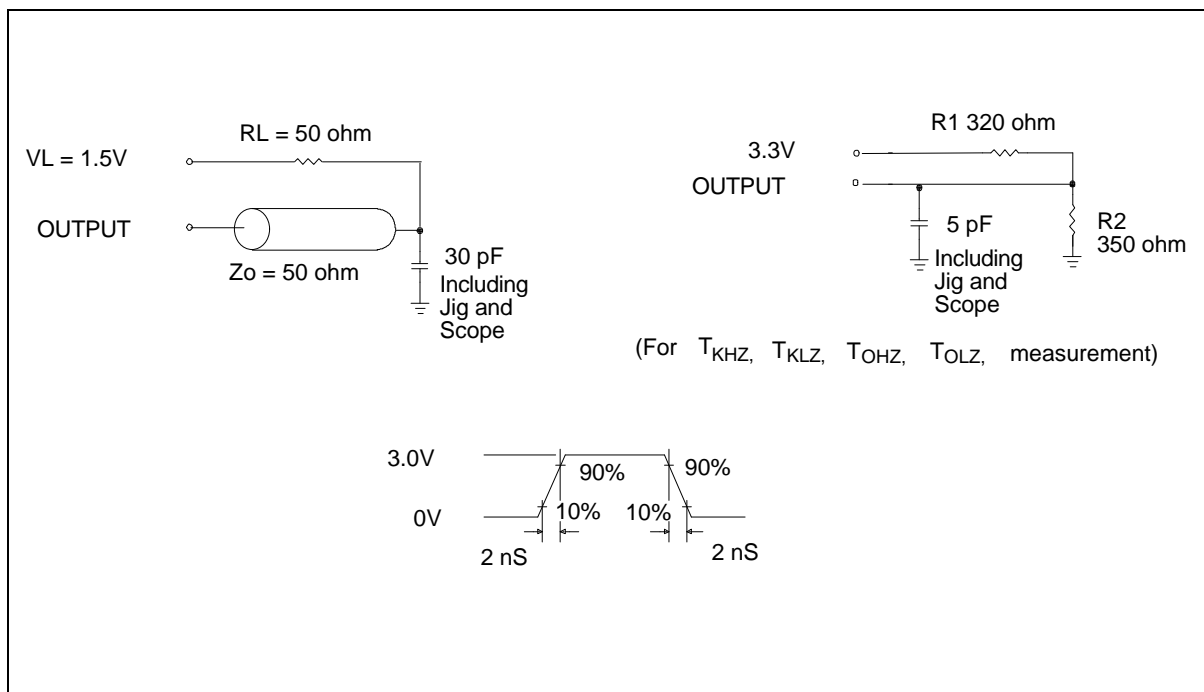 RL = 50 ohm
VL = 1.5V
OUTPUT
Zo = 50 ohm
30 pF
Including
Jig and
Scope
R1 320 ohm
3.3V
OUTPUT
5 pF
Including
Jig and
Scope
R2
350 ohm
(For TKHZ, TKLZ, TOHZ, TOLZ, measurement)
3.0V
90%
90%
0V
10%
10%
2 nS
2 nS